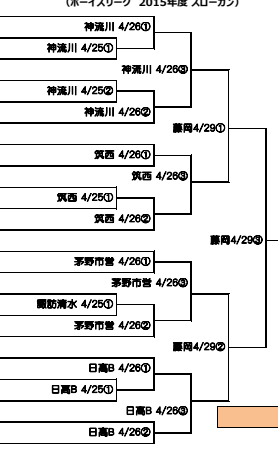 (ボーイズリーグ 2015年度 スローガン)
神流川 4/26①
神流川 4/25①
神流川 4/26③
神流川 4/25②
神流川 4/26②
藤岡4/29①
筑西 4/26①
筑西 4/26③
筑西 4/25①
筑西 4/26②
藤岡4/29③
茅野市営 4/26①
茅野市営 4/26③
諏訪清水 4/25①
茅野市営 4/26②
藤岡4/29②
日高B 4/26①
日高B 4/25①
日高B 4/26③
日高B 4/26②